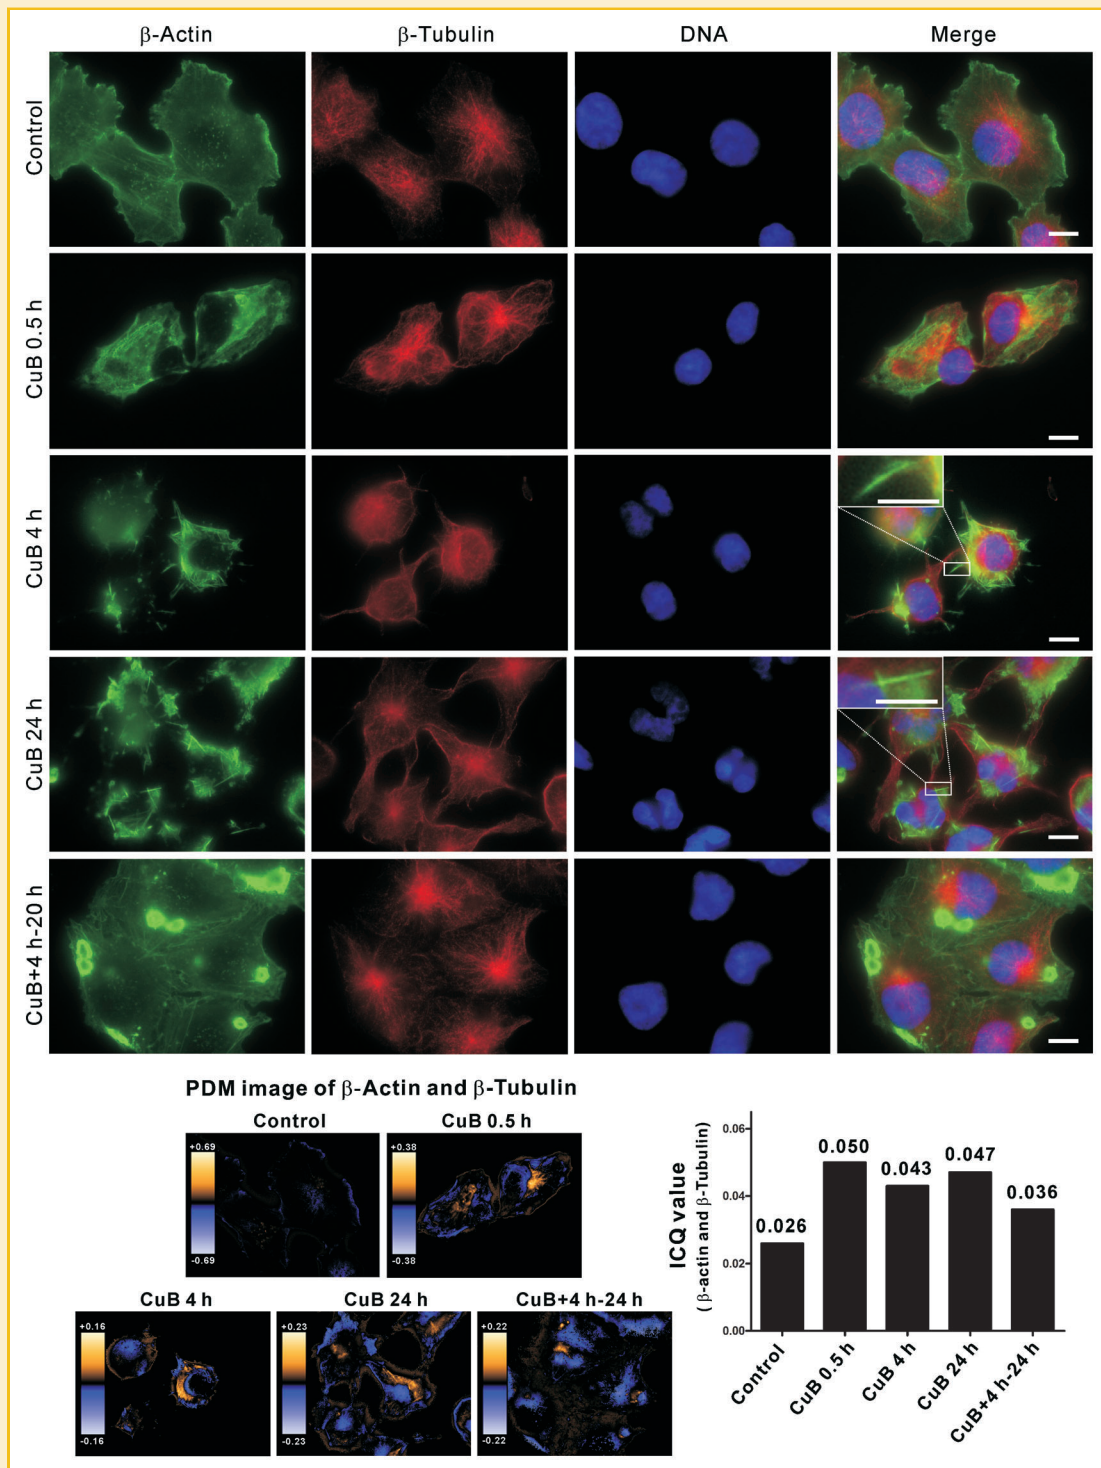 β-Actin β-Tubulin DNA Merge
Control
CuB 0.5 h
CuB 4 h
CuB 24 h
CuB+4 h-20 h
PDM image of β-Actin and β-Tubulin
Control CuB 0.5 h
+0.69
-0.69
+0.38
-0.38
CuB 4 h CuB 24 h CuB+4 h-24 h
+0.16
-0.16
+0.23
-0.23
+0.22
-0.22
ICQ value
( β-actin and β-Tubulin)
0.06
0.04
0.02
0.00
0.026
0.050
0.043
0.047
0.036
Control
CuB 0.5 h
CuB 4 h
CuB 24 h
CuB+4 h-24 h